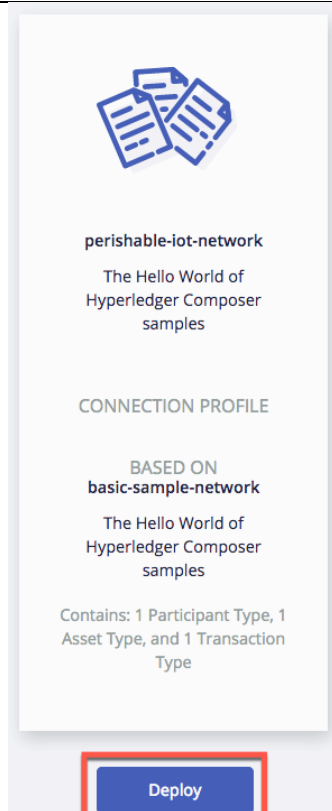 perishable-iot-network
The Hello World of
Hyperledger Composer
samples
CONNECTION PROFILE
BASED ON
basic-sample-network
The Hello World of
Hyperledger Composer
samples
Contains: 1 Participant Type, 1
Asset Type, and 1 Transaction
Type
Deploy